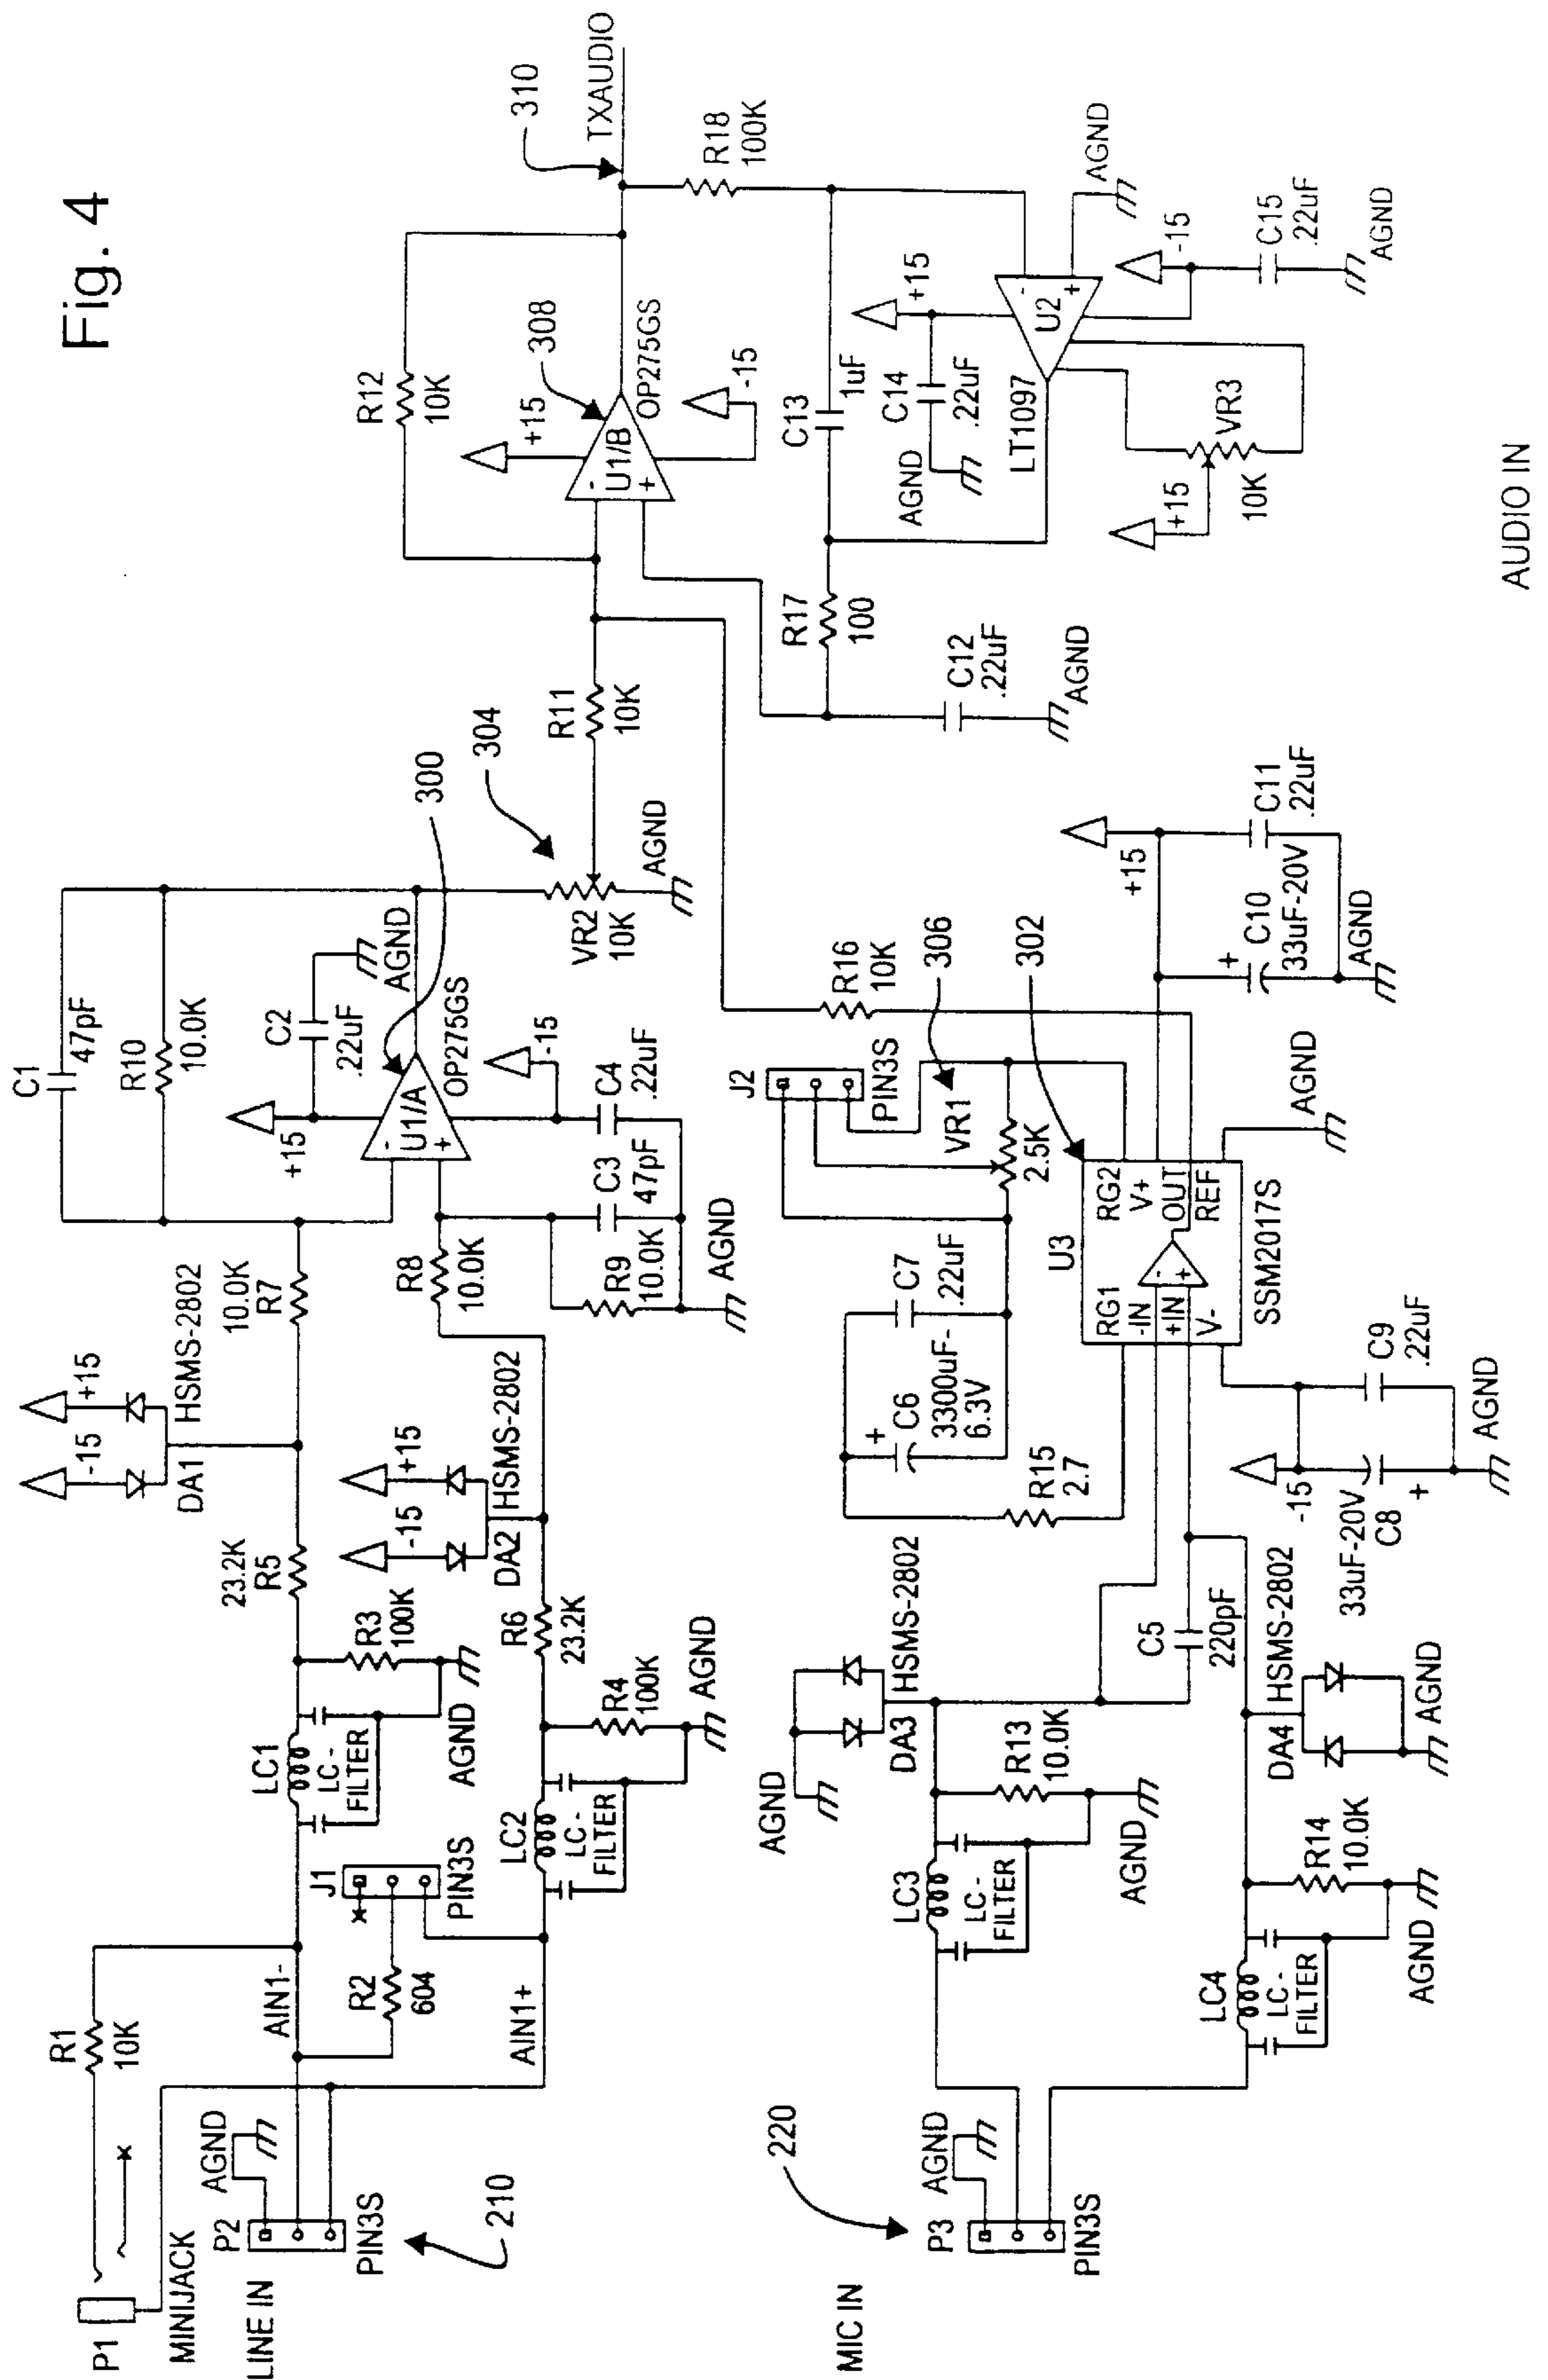 Fig. 4
P1
MINIJACK
LINE IN
R1
10K
P2
AGND
PIN3S
210
AIN1-
R2
604
AIN1+
J1
PIN3S
LC1
LC -
FILTER
AGND
R3
100K
23.2K
R5
-15
+15
DA1
HSMS-2802
10.0K
R7
LC2
LC -
FILTER
R4
100K
AGND
R6
23.2K
-15
+15
DA2
HSMS-2802
R8
10.0K
R9
10.0K
C3
47pF
C4
.22uF
AGND
C1
47pF
R10
10.0K
C2
.22uF
AGND
+15
-
U1/A
+
OP275GS
-15
300
304
VR2
10K
AGND
R11
10K
R12
10K
+15
308
-
U1/B
+
OP275GS
-15
310
TXAUDIO
R18
100K
R17
100
C13
1uF
C12
.22uF
AGND
C14
.22uF
AGND
+15
-
U2
+
LT1097
AGND
-15
C15
.22uF
AGND
+15
VR3
10K
MIC IN
P3
AGND
PIN3S
220
LC3
LC -
FILTER
AGND
R13
10.0K
AGND
DA3
HSMS-2802
LC4
LC -
FILTER
AGND
R14
10.0K
DA4
HSMS-2802
AGND
C5
220pF
R15
2.7
+
C6
3300uF-
6.3V
C7
.22uF
J2
PIN3S
VR1
2.5K
306
302
R16
10K
U3
RG1
-IN
+IN
V-
-
+
RG2
V+
OUT
REF
SSM2017S
AGND
-15
33uF-20V
C8
+
C9
.22uF
AGND
+15
+
C10
33uF-20V
C11
.22uF
AGND
AUDIO IN